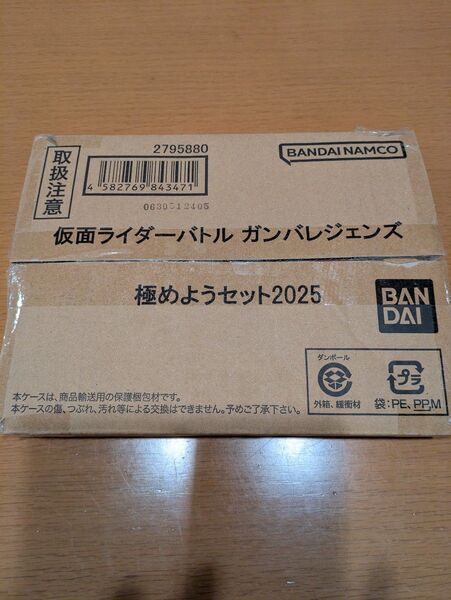 取扱注意
2795880
4 582769 843471
BANDAI NAMCO
仮面ライダーバトル ガンバレジェンズ
極めようセット2025
BAN
DAI
ダンボール
外箱、緩衝材
プラ
袋:PE, PP,M
本ケースは、商品輸送用の保護梱包材です。
本ケースの傷、つぶれ、汚れ等による交換はできません。予めご了承下さい。